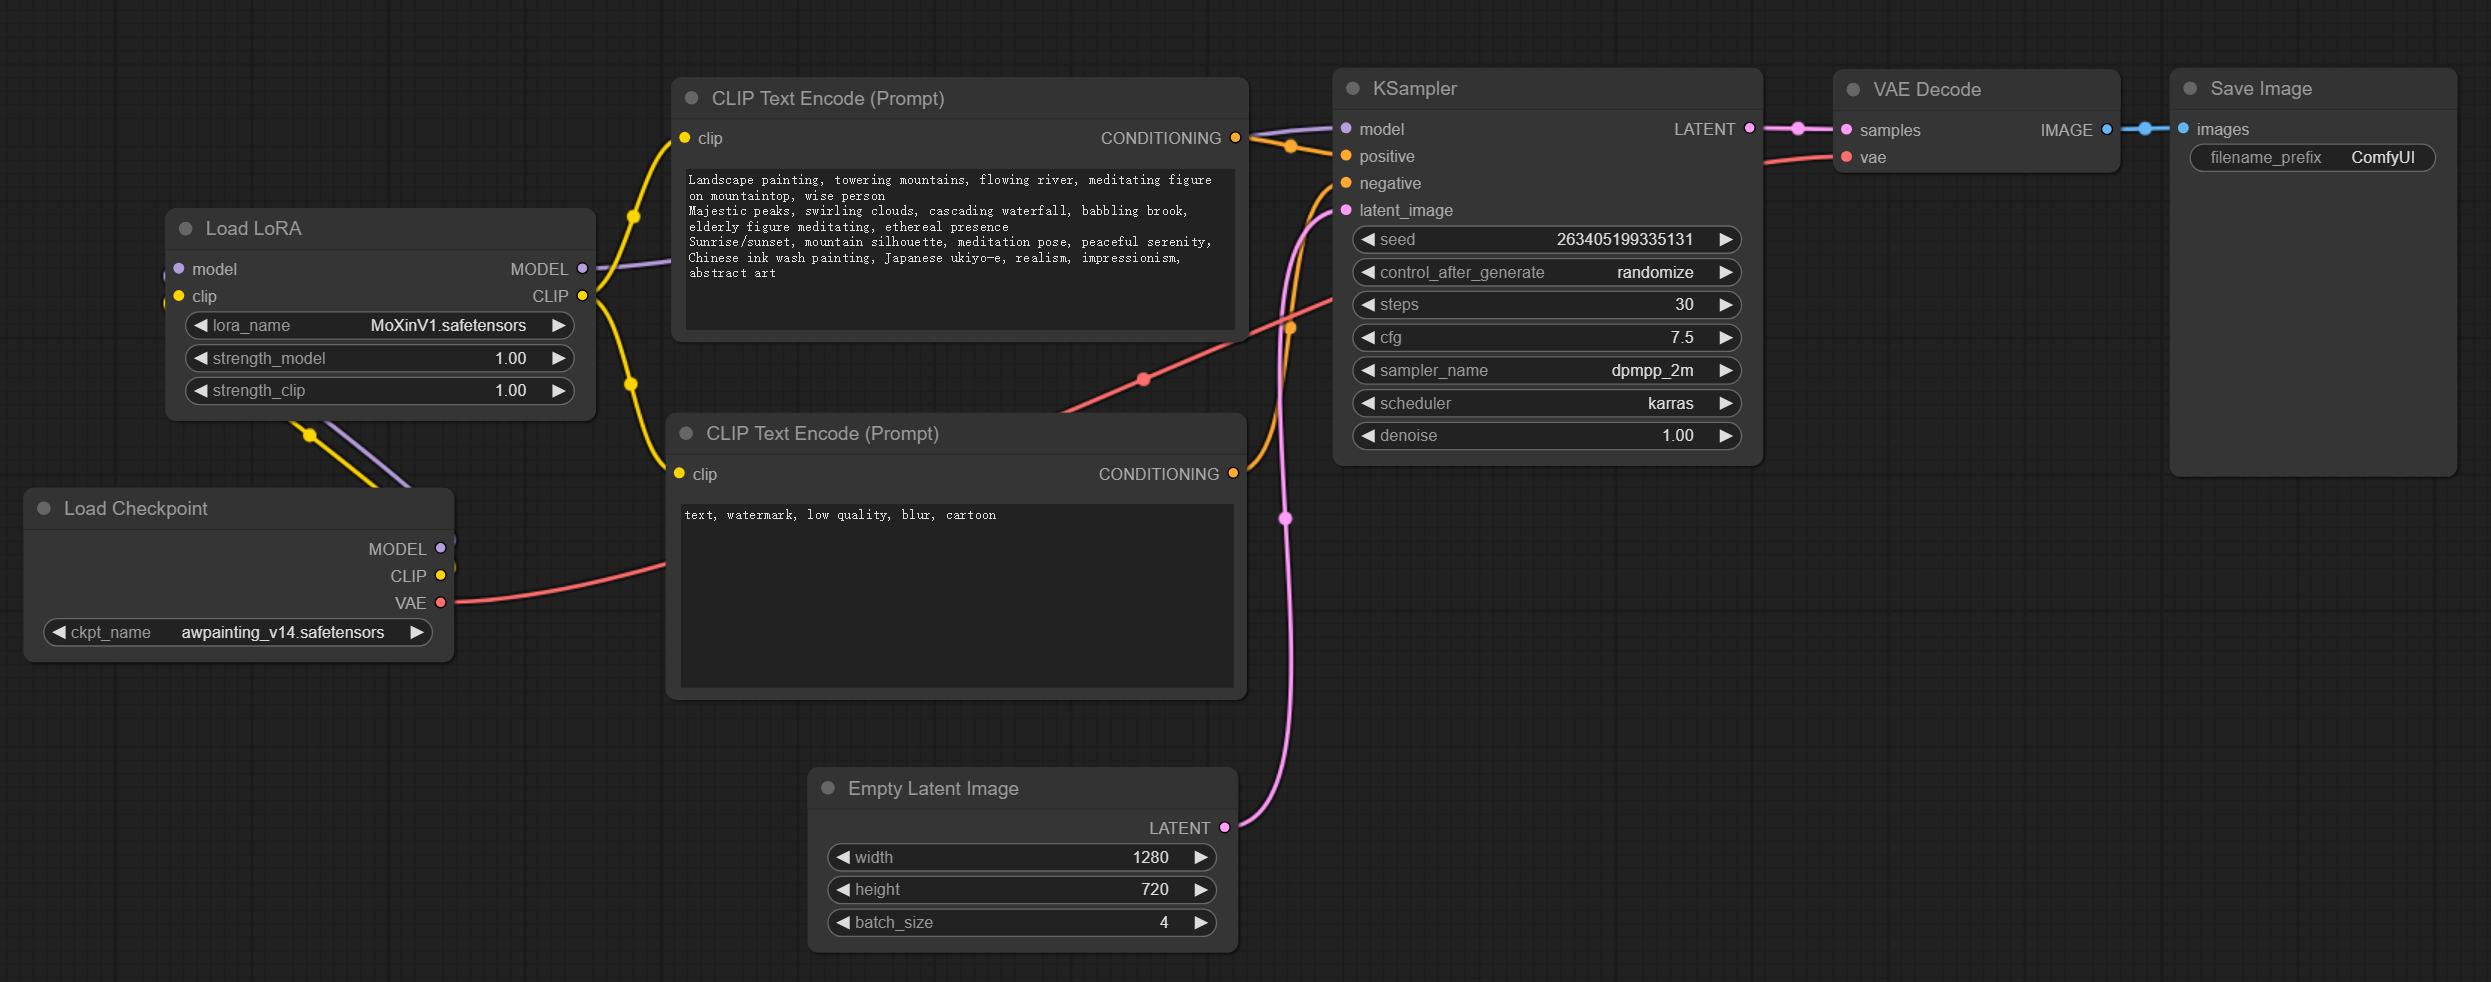 Load LoRA
model MODEL
clip CLIP
lora_name MoXinV1.safetensors
strength_model 1.00
strength_clip 1.00
Load Checkpoint
MODEL
CLIP
VAE
ckpt_name awpainting_v14.safetensors
CLIP Text Encode (Prompt)
clip CONDITIONING
Landscape painting, towering mountains, flowing river, meditating figure
on mountaintop, wise person
Majestic peaks, swirling clouds, cascading waterfall, babbling brook,
elderly figure meditating, ethereal presence
Sunrise/sunset, mountain silhouette, meditation pose, peaceful serenity,
Chinese ink wash painting, Japanese ukiyo-e, realism, impressionism,
abstract art
CLIP Text Encode (Prompt)
clip CONDITIONING
text, watermark, low quality, blur, cartoon
Empty Latent Image
LATENT
width 1280
height 720
batch_size 4
KSampler
model LATENT
positive
negative
latent_image
seed 263405199335131
control_after_generate randomize
steps 30
cfg 7.5
sampler_name dpmpp_2m
scheduler karras
denoise 1.00
VAE Decode
samples IMAGE
vae
Save Image
images
filename_prefix ComfyUI